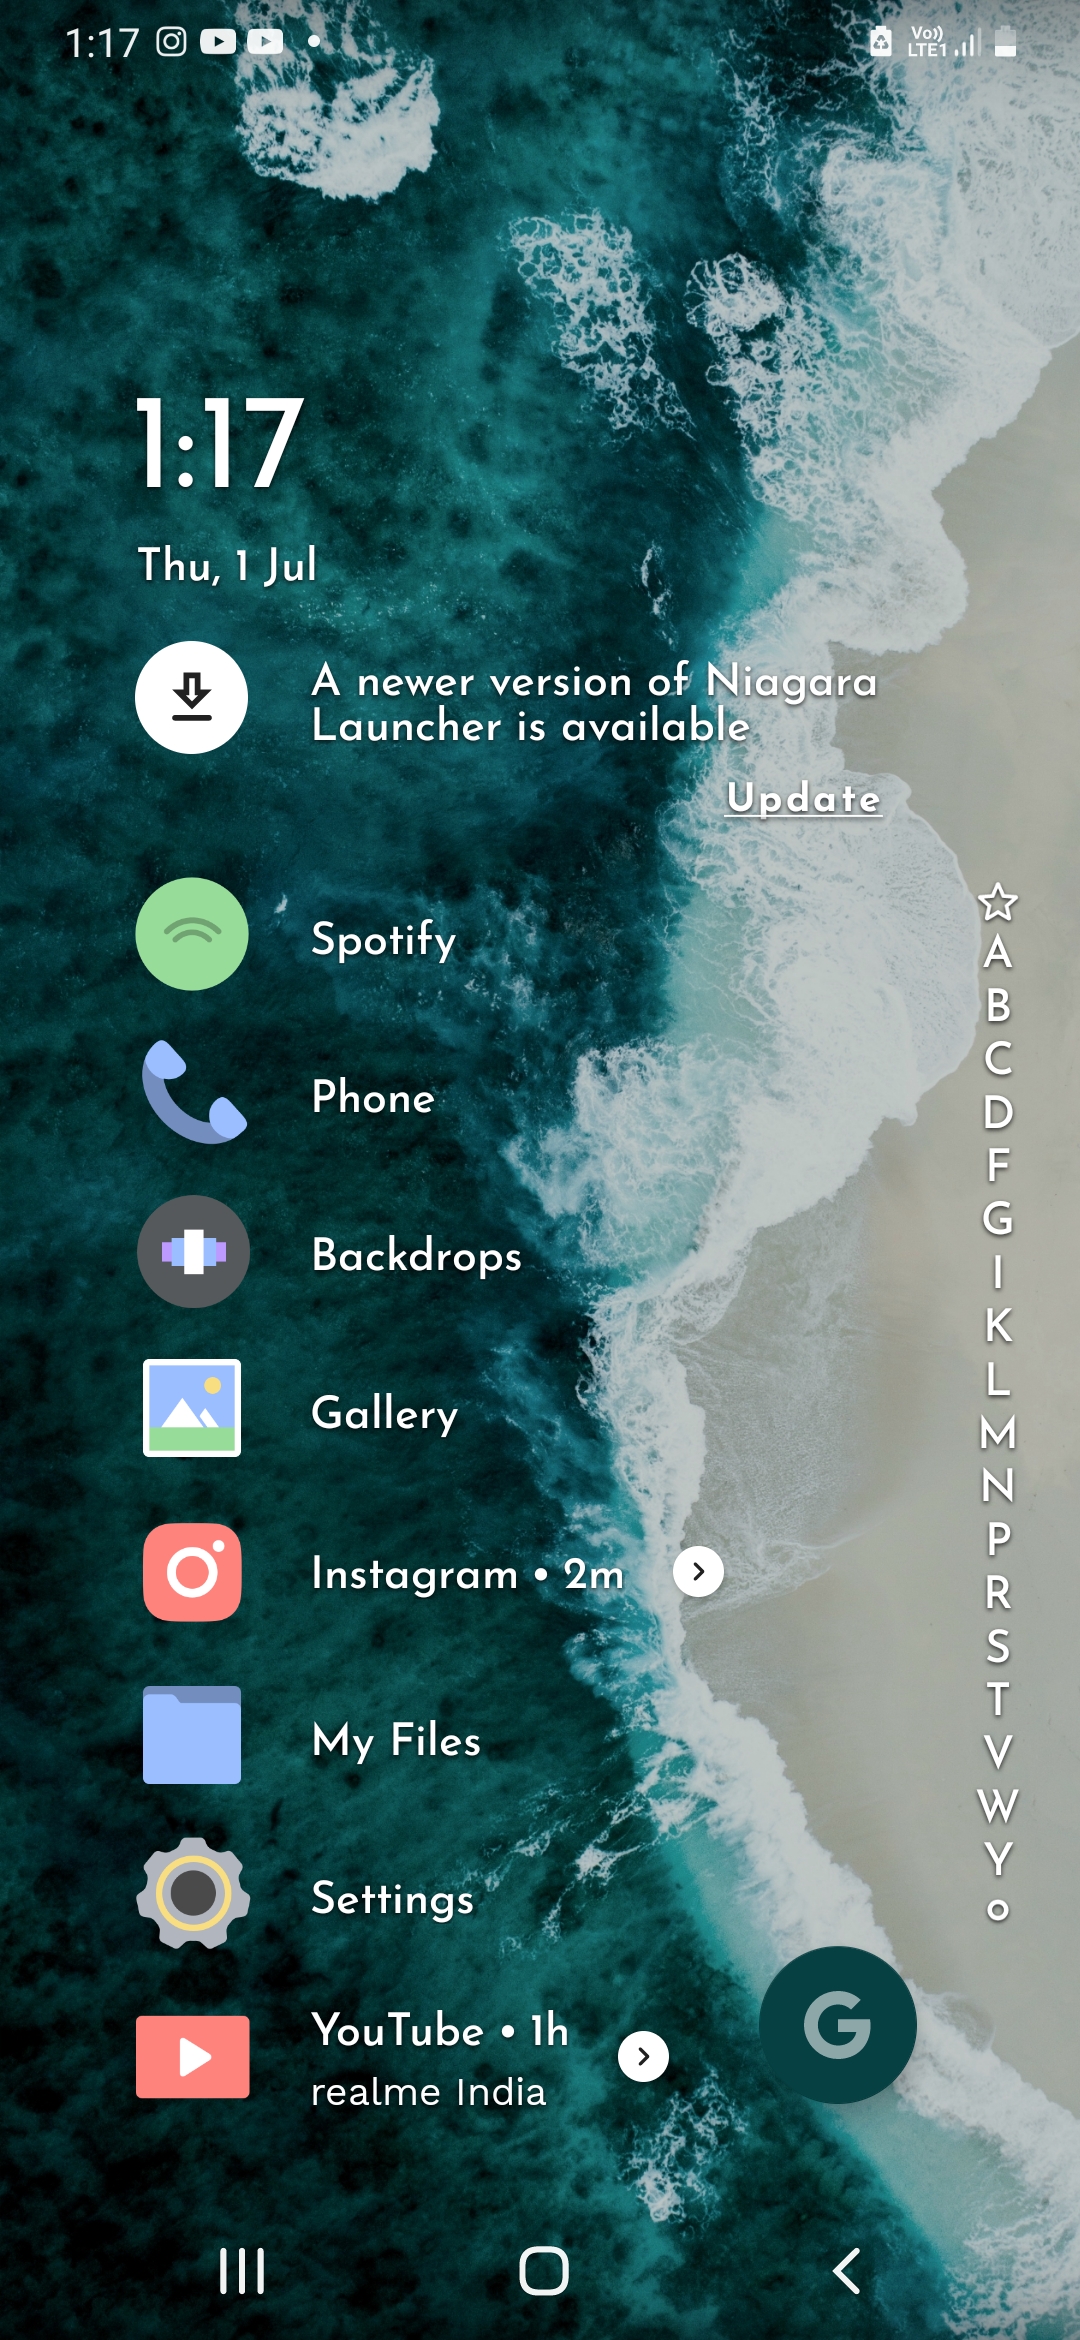 1:17
Vo))
LTE1
1:17
Thu, 1 Jul
A newer version of Niagara
Launcher is available
Update
Spotify
Phone
Backdrops
Gallery
Instagram • 2m
My Files
Settings
YouTube • 1h
realme India
A
B
C
D
F
G
I
K
L
M
N
P
R
S
T
V
W
Y
G